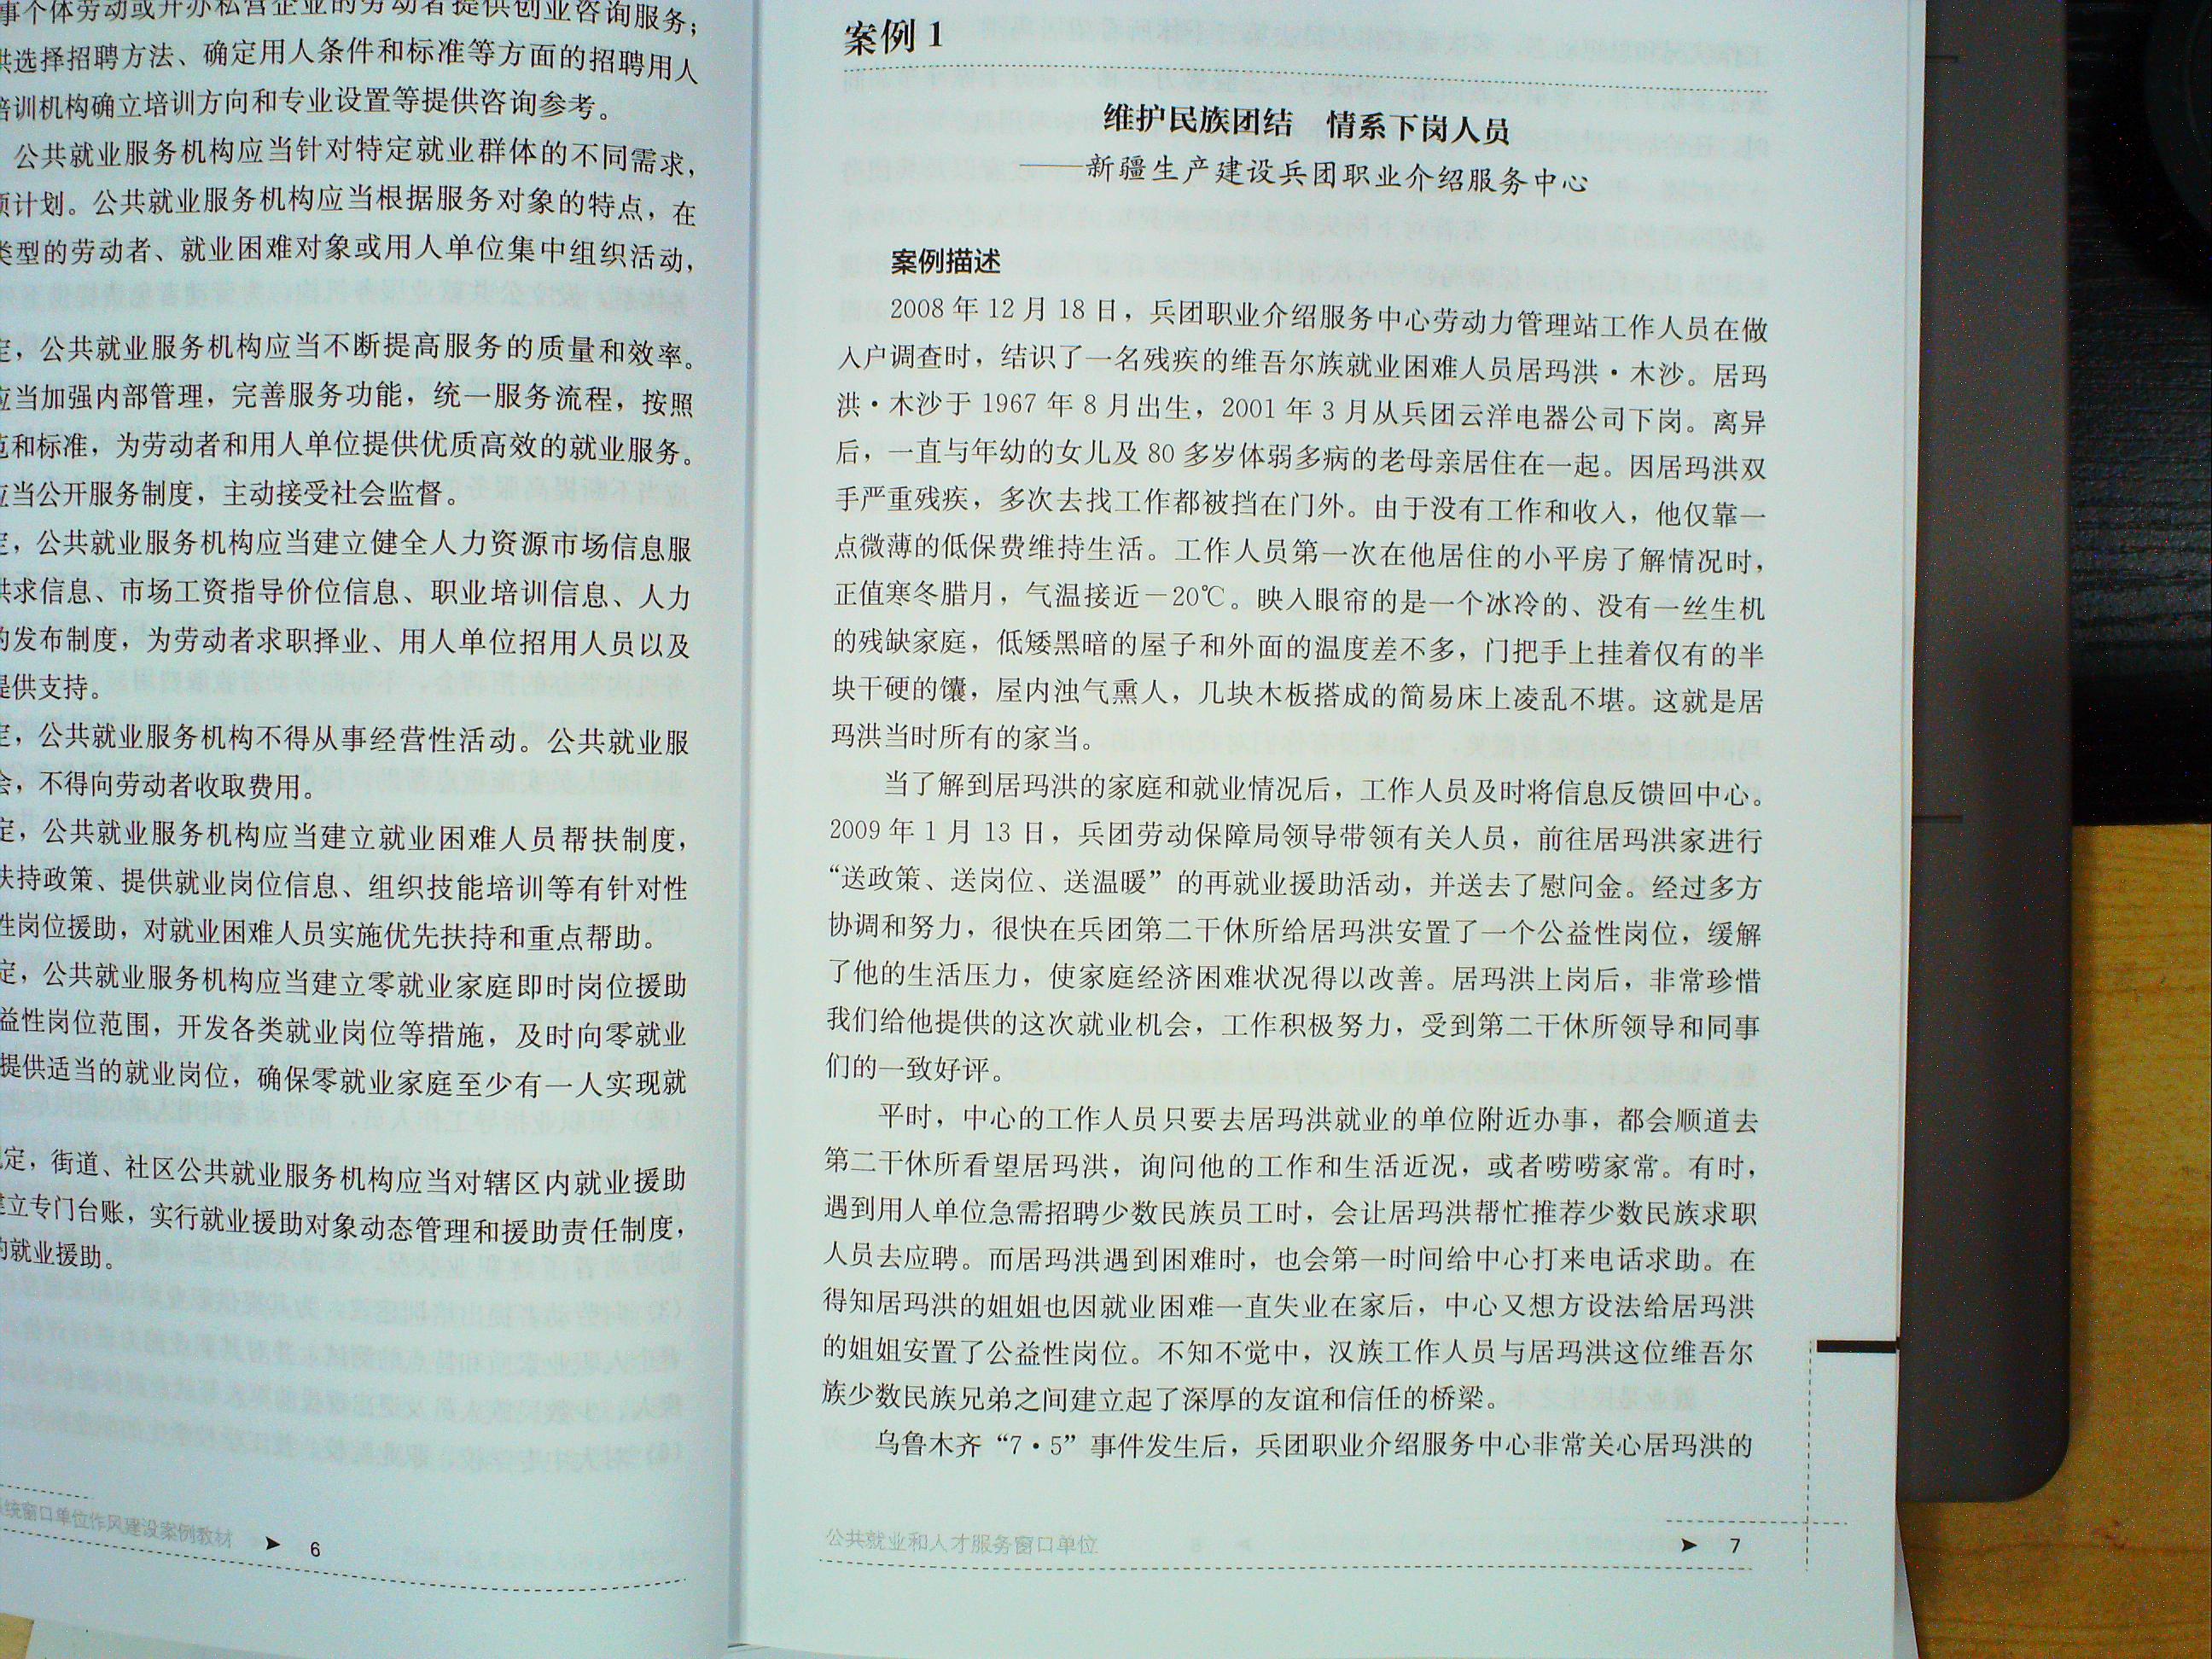 事个体劳动或开办私营企业的劳动者提供创业咨询服务；
供选择招聘方法、确定用人条件和标准等方面的招聘用人
培训机构确立培训方向和专业设置等提供咨询参考。
公共就业服务机构应当针对特定就业群体的不同需求，
项计划。公共就业服务机构应当根据服务对象的特点，在
类型的劳动者、就业困难对象或用人单位集中组织活动，
定，公共就业服务机构应当不断提高服务的质量和效率。
应当加强内部管理，完善服务功能，统一服务流程，按照
范和标准，为劳动者和用人单位提供优质高效的就业服务。
应当公开服务制度，主动接受社会监督。
定，公共就业服务机构应当建立健全人力资源市场信息服
供求信息、市场工资指导价位信息、职业培训信息、人力
的发布制度，为劳动者求职择业、用人单位招用人员以及
提供支持。
定，公共就业服务机构不得从事经营性活动。公共就业服
会，不得向劳动者收取费用。
定，公共就业服务机构应当建立就业困难人员帮扶制度，
扶持政策、提供就业岗位信息、组织技能培训等有针对性
性岗位援助，对就业困难人员实施优先扶持和重点帮助。
定，公共就业服务机构应当建立零就业家庭即时岗位援助
益性岗位范围，开发各类就业岗位等措施，及时向零就业
提供适当的就业岗位，确保零就业家庭至少有一人实现就
定，街道、社区公共就业服务机构应当对辖区内就业援助
建立专门台账，实行就业援助对象动态管理和援助责任制度，
的就业援助。
系统窗口单位作风建设案例教材 ➤ 6
案例 1
维护民族团结 情系下岗人员
——新疆生产建设兵团职业介绍服务中心
案例描述
2008 年 12 月 18 日，兵团职业介绍服务中心劳动力管理站工作人员在做
入户调查时，结识了一名残疾的维吾尔族就业困难人员居玛洪·木沙。居玛
洪·木沙于 1967 年 8 月出生，2001 年 3 月从兵团云洋电器公司下岗。离异
后，一直与年幼的女儿及 80 多岁体弱多病的老母亲居住在一起。因居玛洪双
手严重残疾，多次去找工作都被挡在门外。由于没有工作和收入，他仅靠一
点微薄的低保费维持生活。工作人员第一次在他居住的小平房了解情况时，
正值寒冬腊月，气温接近－20℃。映入眼帘的是一个冰冷的、没有一丝生机
的残缺家庭，低矮黑暗的屋子和外面的温度差不多，门把手上挂着仅有的半
块干硬的馕，屋内浊气熏人，几块木板搭成的简易床上凌乱不堪。这就是居
玛洪当时所有的家当。
当了解到居玛洪的家庭和就业情况后，工作人员及时将信息反馈回中心。
2009 年 1 月 13 日，兵团劳动保障局领导带领有关人员，前往居玛洪家进行
“送政策、送岗位、送温暖”的再就业援助活动，并送去了慰问金。经过多方
协调和努力，很快在兵团第二干休所给居玛洪安置了一个公益性岗位，缓解
了他的生活压力，使家庭经济困难状况得以改善。居玛洪上岗后，非常珍惜
我们给他提供的这次就业机会，工作积极努力，受到第二干休所领导和同事
们的一致好评。
平时，中心的工作人员只要去居玛洪就业的单位附近办事，都会顺道去
第二干休所看望居玛洪，询问他的工作和生活近况，或者唠唠家常。有时，
遇到用人单位急需招聘少数民族员工时，会让居玛洪帮忙推荐少数民族求职
人员去应聘。而居玛洪遇到困难时，也会第一时间给中心打来电话求助。在
得知居玛洪的姐姐也因就业困难一直失业在家后，中心又想方设法给居玛洪
的姐姐安置了公益性岗位。不知不觉中，汉族工作人员与居玛洪这位维吾尔
族少数民族兄弟之间建立起了深厚的友谊和信任的桥梁。
乌鲁木齐“7·5”事件发生后，兵团职业介绍服务中心非常关心居玛洪的
公共就业和人才服务窗口单位 ➤ 7